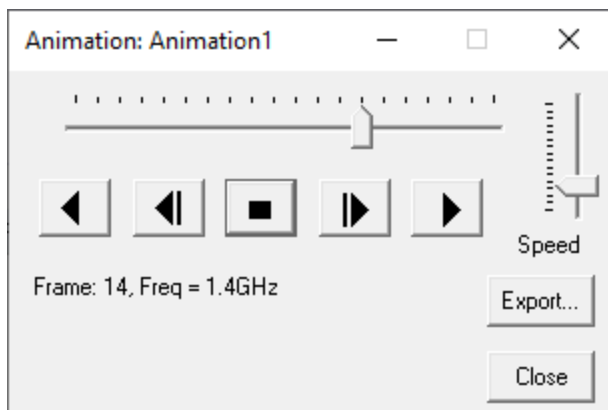 Animation: Animation1
Speed
Frame: 14, Freq = 1.4GHz
Export...
Close